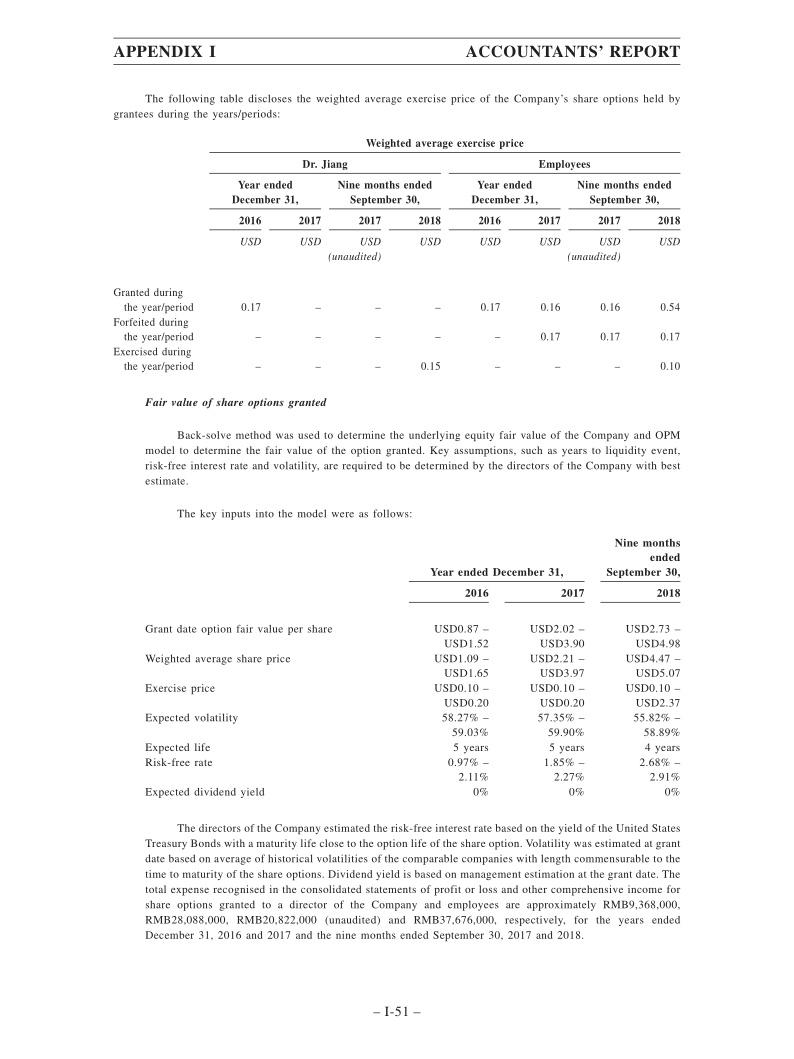 APPENDIX I ACCOUNTANTS’ REPORT
The following table discloses the weighted average exercise price of the Company’s share options held by
grantees during the years/periods:
Weighted average exercise price
Dr. Jiang Employees
Year ended Nine months ended Year ended Nine months ended
December 31, September 30, December 31, September 30,
2016 2017 2017 2018 2016 2017 2017 2018
USD USD USD USD USD USD USD USD
(unaudited) (unaudited)
Granted during
the year/period 0.17 – – – 0.17 0.16 0.16 0.54
Forfeited during
the year/period – – – – – 0.17 0.17 0.17
Exercised during
the year/period – – – 0.15 – – – 0.10
Fair value of share options granted
Back-solve method was used to determine the underlying equity fair value of the Company and OPM
model to determine the fair value of the option granted. Key assumptions, such as years to liquidity event,
risk-free interest rate and volatility, are required to be determined by the directors of the Company with best
estimate.
The key inputs into the model were as follows:
Nine months
ended
Year ended December 31, September 30,
2016 2017 2018
Grant date option fair value per share USD0.87 – USD2.02 – USD2.73 –
USD1.52 USD3.90 USD4.98
Weighted average share price USD1.09 – USD2.21 – USD4.47 –
USD1.65 USD3.97 USD5.07
Exercise price USD0.10 – USD0.10 – USD0.10 –
USD0.20 USD0.20 USD2.37
Expected volatility 58.27% – 57.35% – 55.82% –
59.03% 59.90% 58.89%
Expected life 5 years 5 years 4 years
Risk-free rate 0.97% – 1.85% – 2.68% –
2.11% 2.27% 2.91%
Expected dividend yield 0% 0% 0%
The directors of the Company estimated the risk-free interest rate based on the yield of the United States
Treasury Bonds with a maturity life close to the option life of the share option. Volatility was estimated at grant
date based on average of historical volatilities of the comparable companies with length commensurable to the
time to maturity of the share options. Dividend yield is based on management estimation at the grant date. The
total expense recognised in the consolidated statements of profit or loss and other comprehensive income for
share options granted to a director of the Company and employees are approximately RMB9,368,000,
RMB28,088,000, RMB20,822,000 (unaudited) and RMB37,676,000, respectively, for the years ended
December 31, 2016 and 2017 and the nine months ended September 30, 2017 and 2018.
– I-51 –